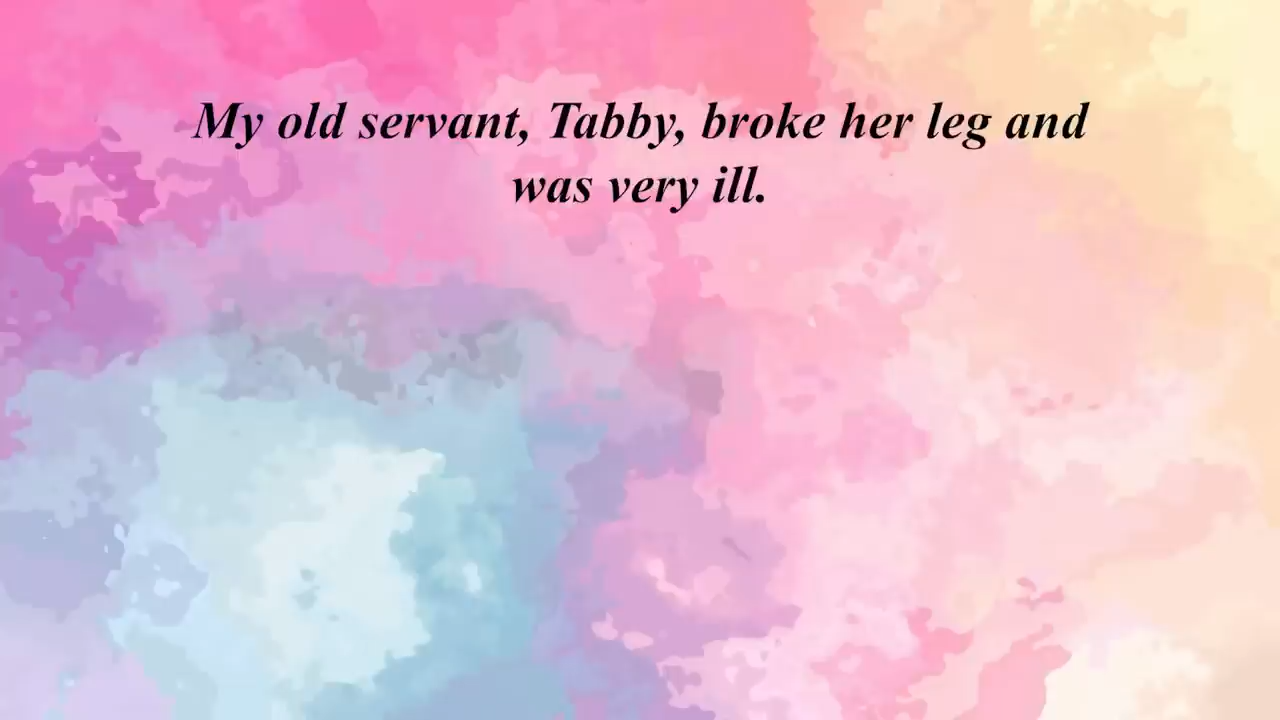 My old servant, Tabby, broke her leg and
was very ill.